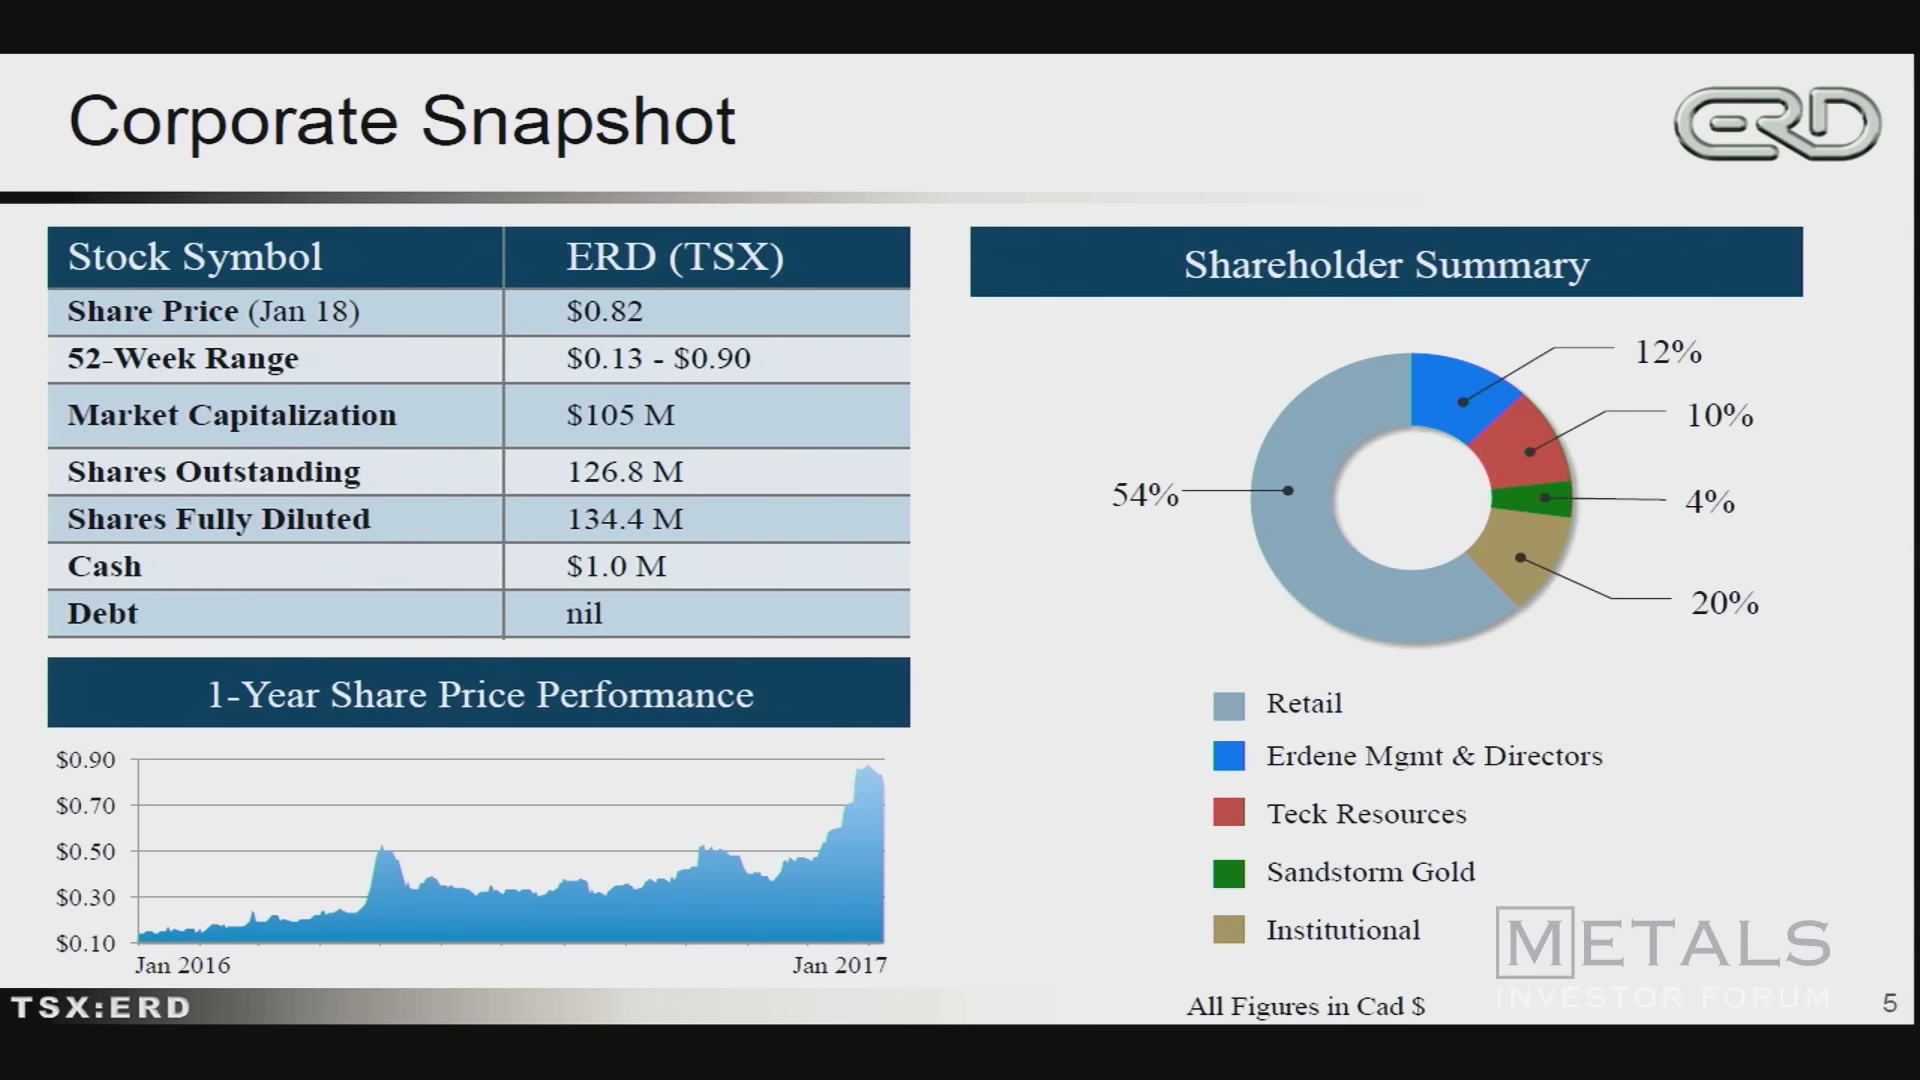 Corporate Snapshot
ERD
Stock Symbol ERD (TSX)
Share Price (Jan 18) $0.82
52-Week Range $0.13 - $0.90
Market Capitalization $105 M
Shares Outstanding 126.8 M
Shares Fully Diluted 134.4 M
Cash $1.0 M
Debt nil
1-Year Share Price Performance
$0.90
$0.70
$0.50
$0.30
$0.10
Jan 2016 Jan 2017
Shareholder Summary
12%
10%
54%
4%
20%
Retail
Erdene Mgmt & Directors
Teck Resources
Sandstorm Gold
Institutional
METALS
INVESTOR FORUM
TSX:ERD
All Figures in Cad $
5